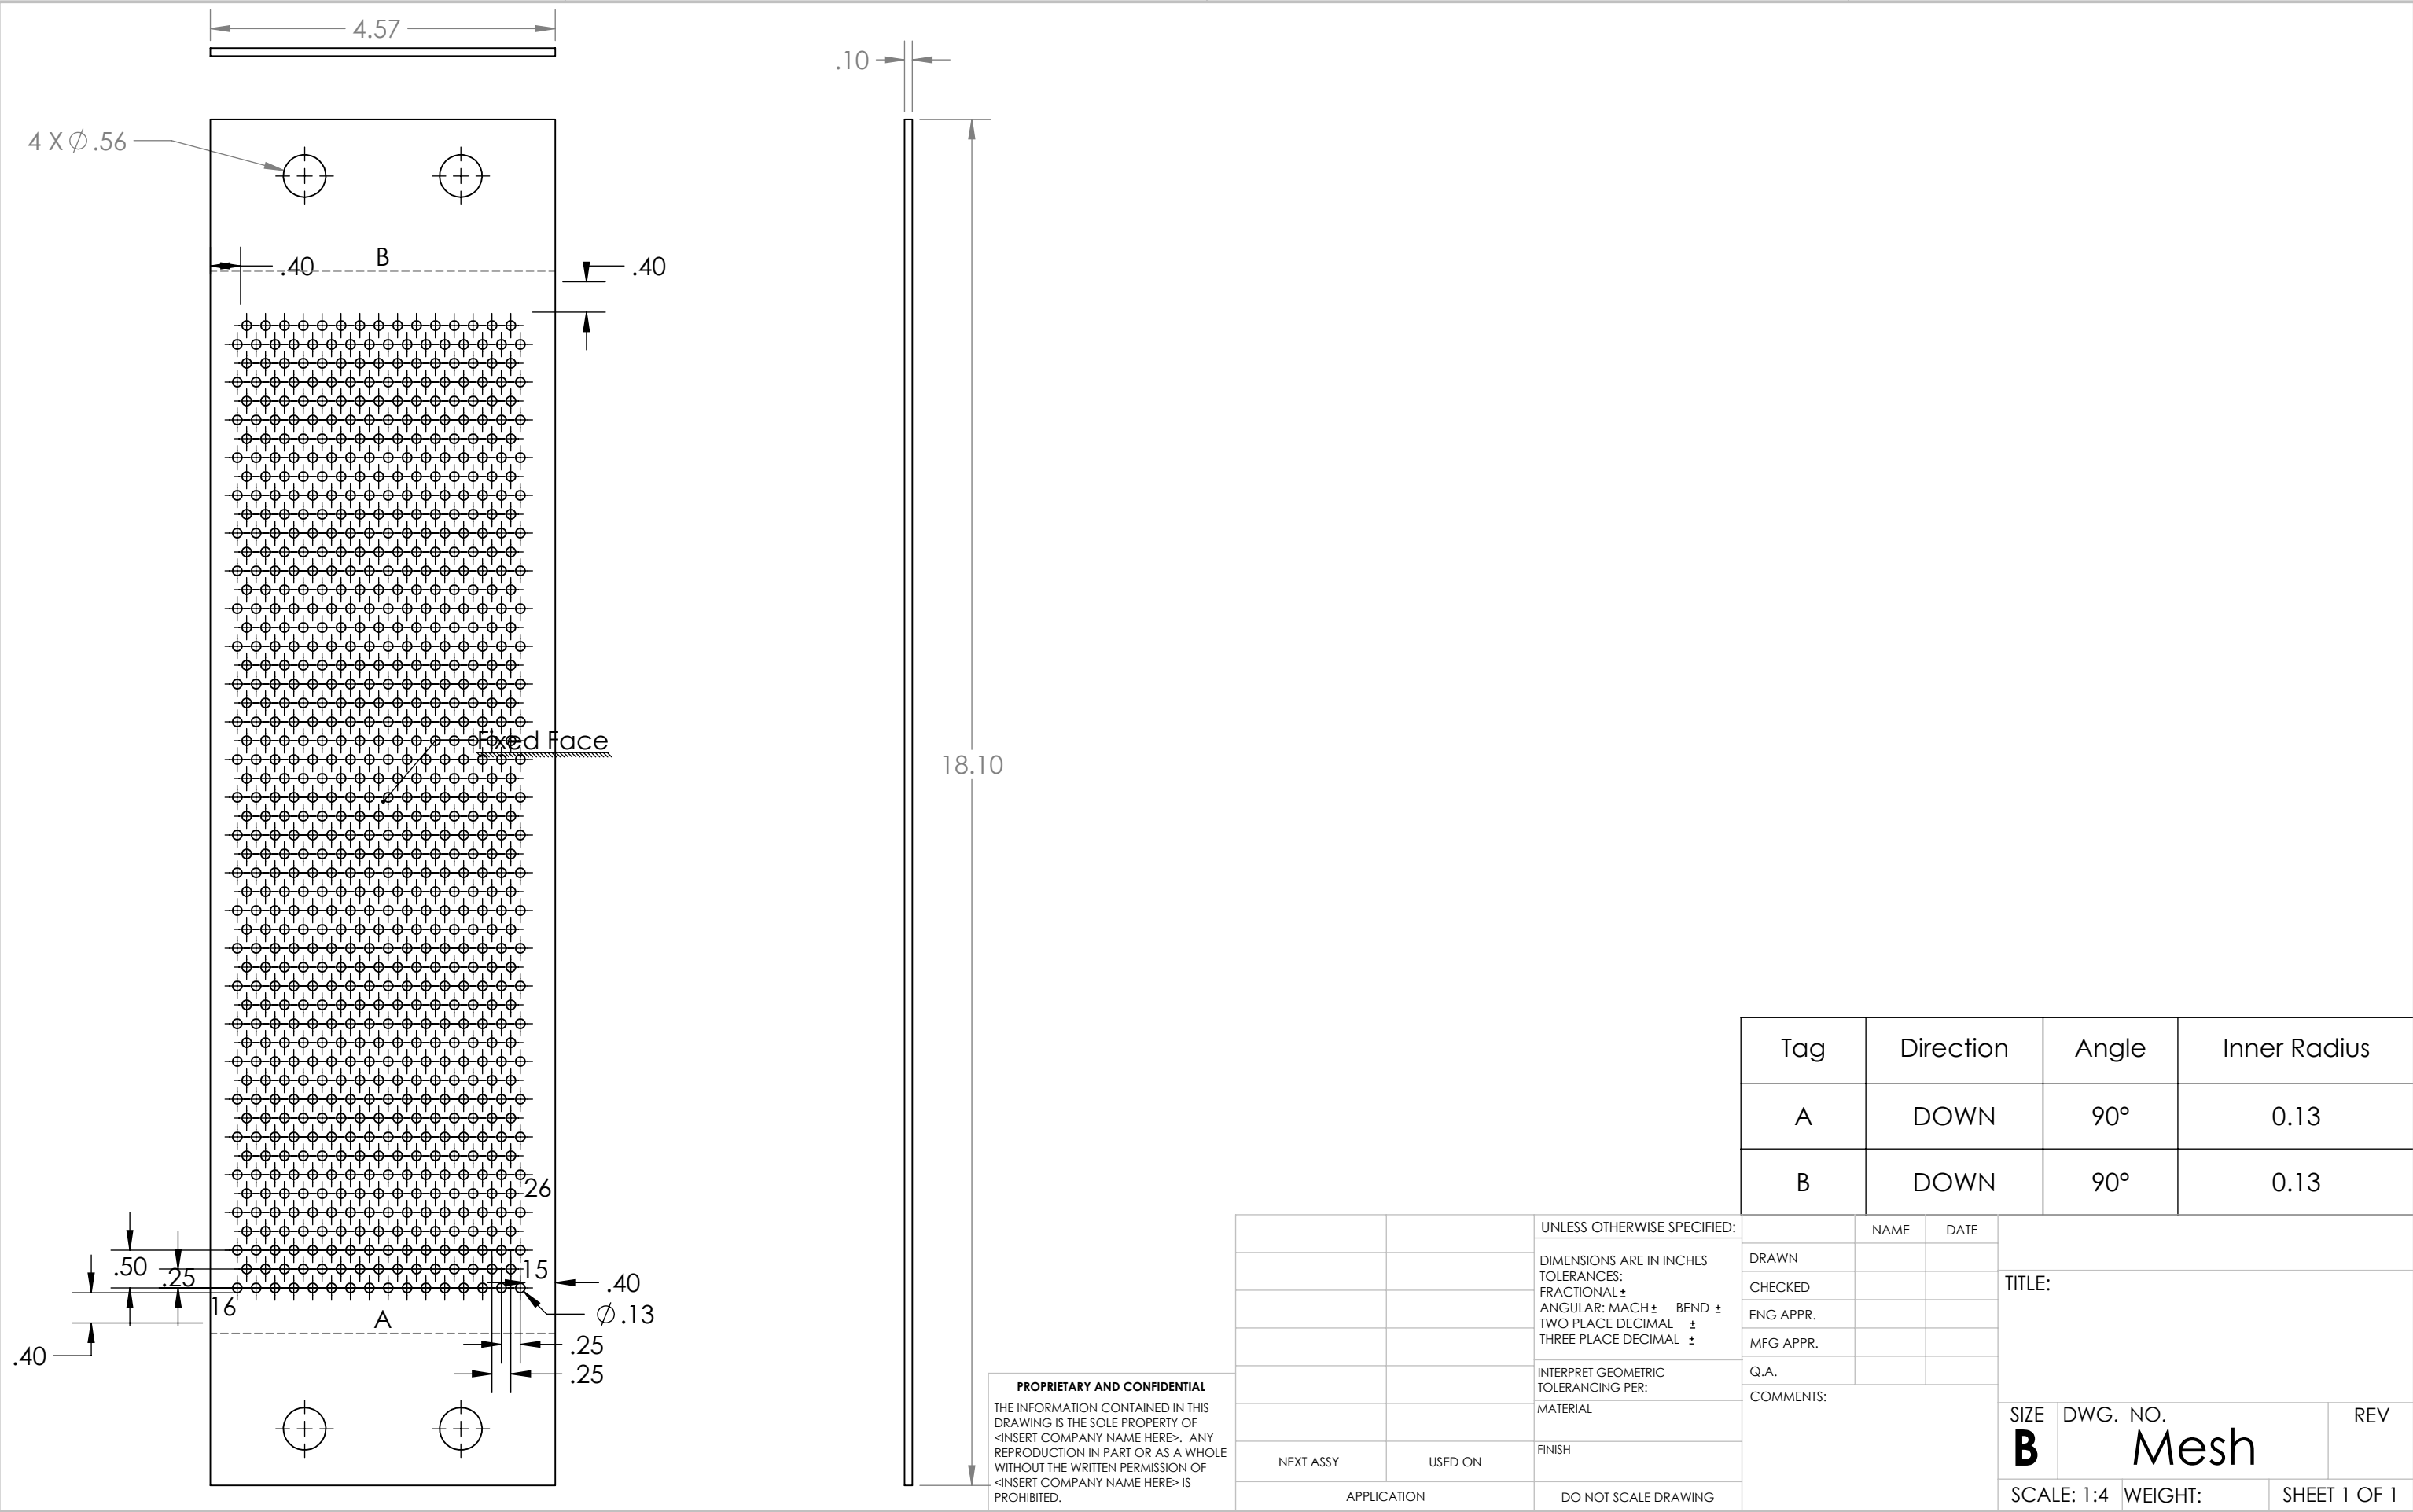 4.57
.10
4 X Ø .56
.40
B
.40
Fixed Face
18.10
26
.50
.25
15
.40
16
A
Ø .13
.40
.25
.25
Tag Direction Angle Inner Radius
A DOWN 90° 0.13
B DOWN 90° 0.13
UNLESS OTHERWISE SPECIFIED:
DIMENSIONS ARE IN INCHES
TOLERANCES:
FRACTIONAL ±
ANGULAR: MACH ± BEND ±
TWO PLACE DECIMAL ±
THREE PLACE DECIMAL ±
INTERPRET GEOMETRIC
TOLERANCING PER:
MATERIAL
FINISH
DO NOT SCALE DRAWING
NAME DATE
DRAWN
CHECKED
ENG APPR.
MFG APPR.
Q.A.
COMMENTS:
TITLE:
SIZE DWG. NO. REV
B Mesh
SCALE: 1:4 WEIGHT: SHEET 1 OF 1
PROPRIETARY AND CONFIDENTIAL
THE INFORMATION CONTAINED IN THIS
DRAWING IS THE SOLE PROPERTY OF
<INSERT COMPANY NAME HERE>. ANY
REPRODUCTION IN PART OR AS A WHOLE
WITHOUT THE WRITTEN PERMISSION OF
<INSERT COMPANY NAME HERE> IS
PROHIBITED.
NEXT ASSY USED ON
APPLICATION